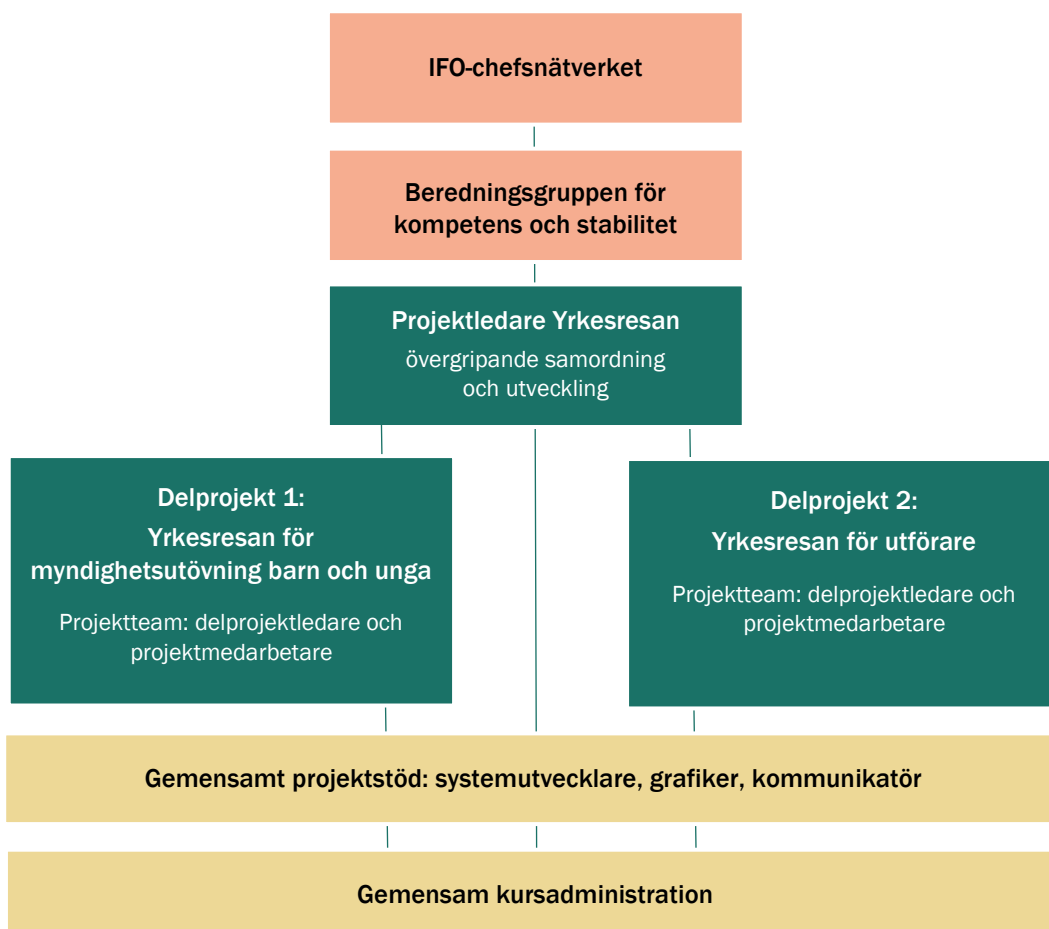 IFO-chefsnätverket
Beredningsgruppen för
kompetens och stabilitet
Projektledare Yrkesresan
övergripande samordning
och utveckling
Delprojekt 1:
Yrkesresan för
myndighetsutövning barn och unga
Projektteam: delprojektledare och
projektmedarbetare
Delprojekt 2:
Yrkesresan för utförare
Projektteam: delprojektledare och
projektmedarbetare
Gemensamt projektstöd: systemutvecklare, grafiker, kommunikatör
Gemensam kursadministration